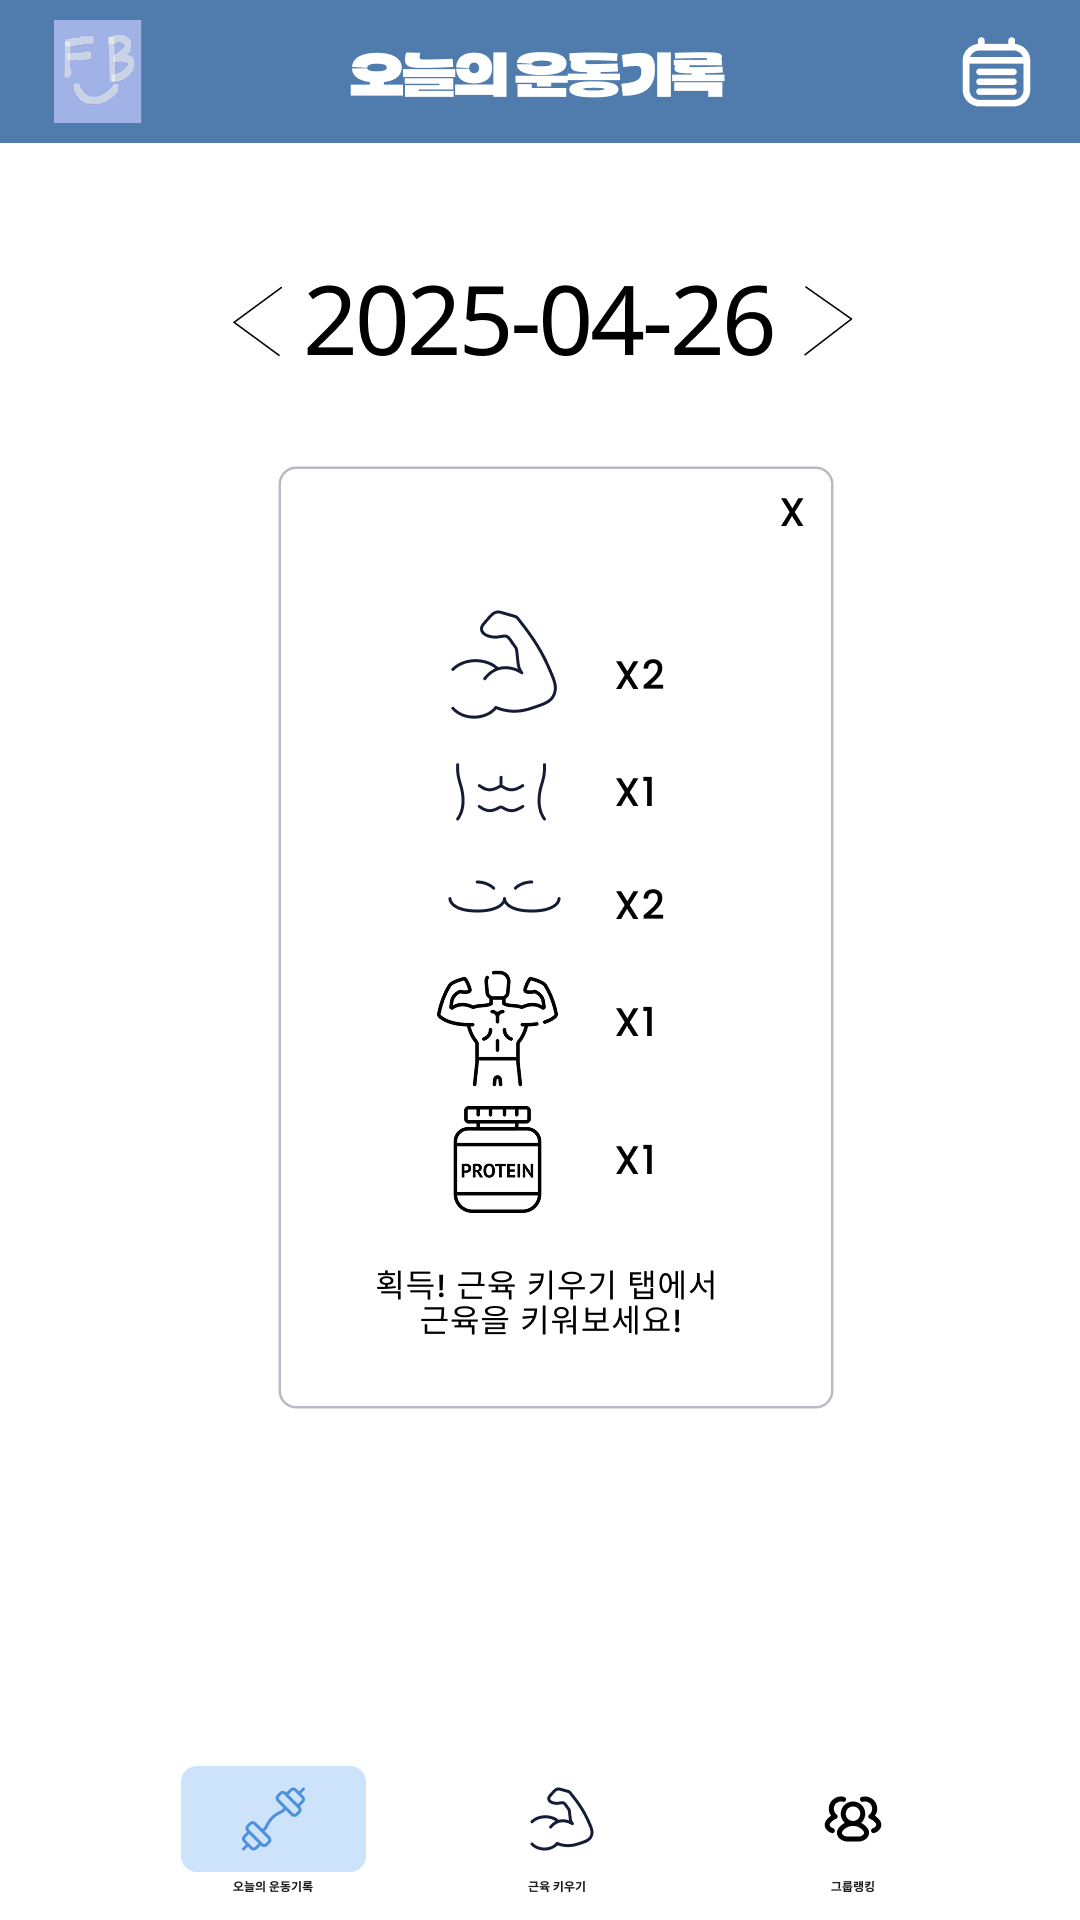 FB
오늘의 운동기록
2025-04-26
X
X2
X1
X2
X1
PROTEIN
X1
획득! 근육 키우기 탭에서
근육을 키워보세요!
오늘의 운동기록
근육 키우기
그룹랭킹